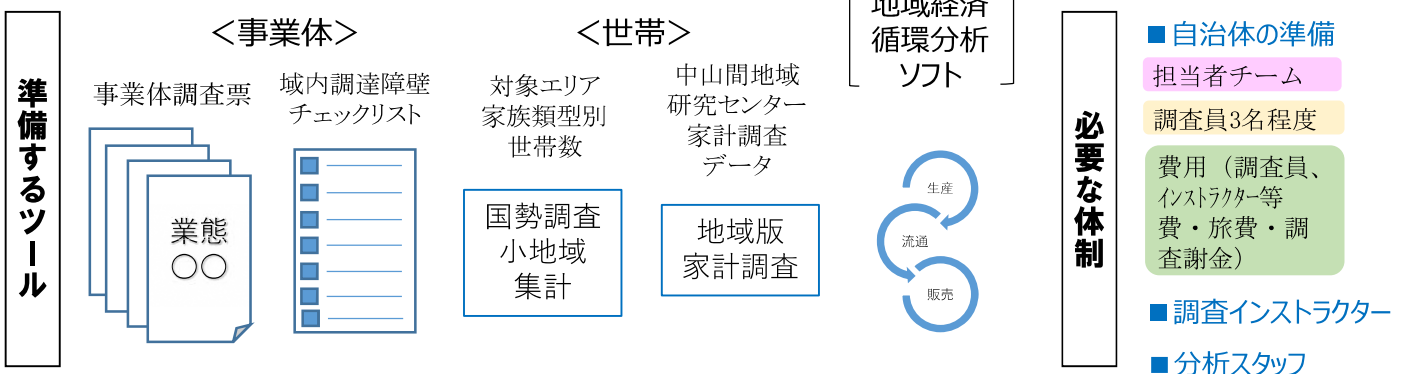 準備するツール
＜事業体＞
事業体調査票
域内調達障壁
チェックリスト
業態
○○
＜世帯＞
対象エリア
家族類型別
世帯数
国勢調査
小地域
集計
中山間地域
研究センター
家計調査
データ
地域版
家計調査
地域経済
循環分析
ソフト
生産
流通
販売
必要な体制
■自治体の準備
担当者チーム
調査員3名程度
費用（調査員、
インストラクター等
費・旅費・調
査謝金）
■調査インストラクター
■分析スタッフ